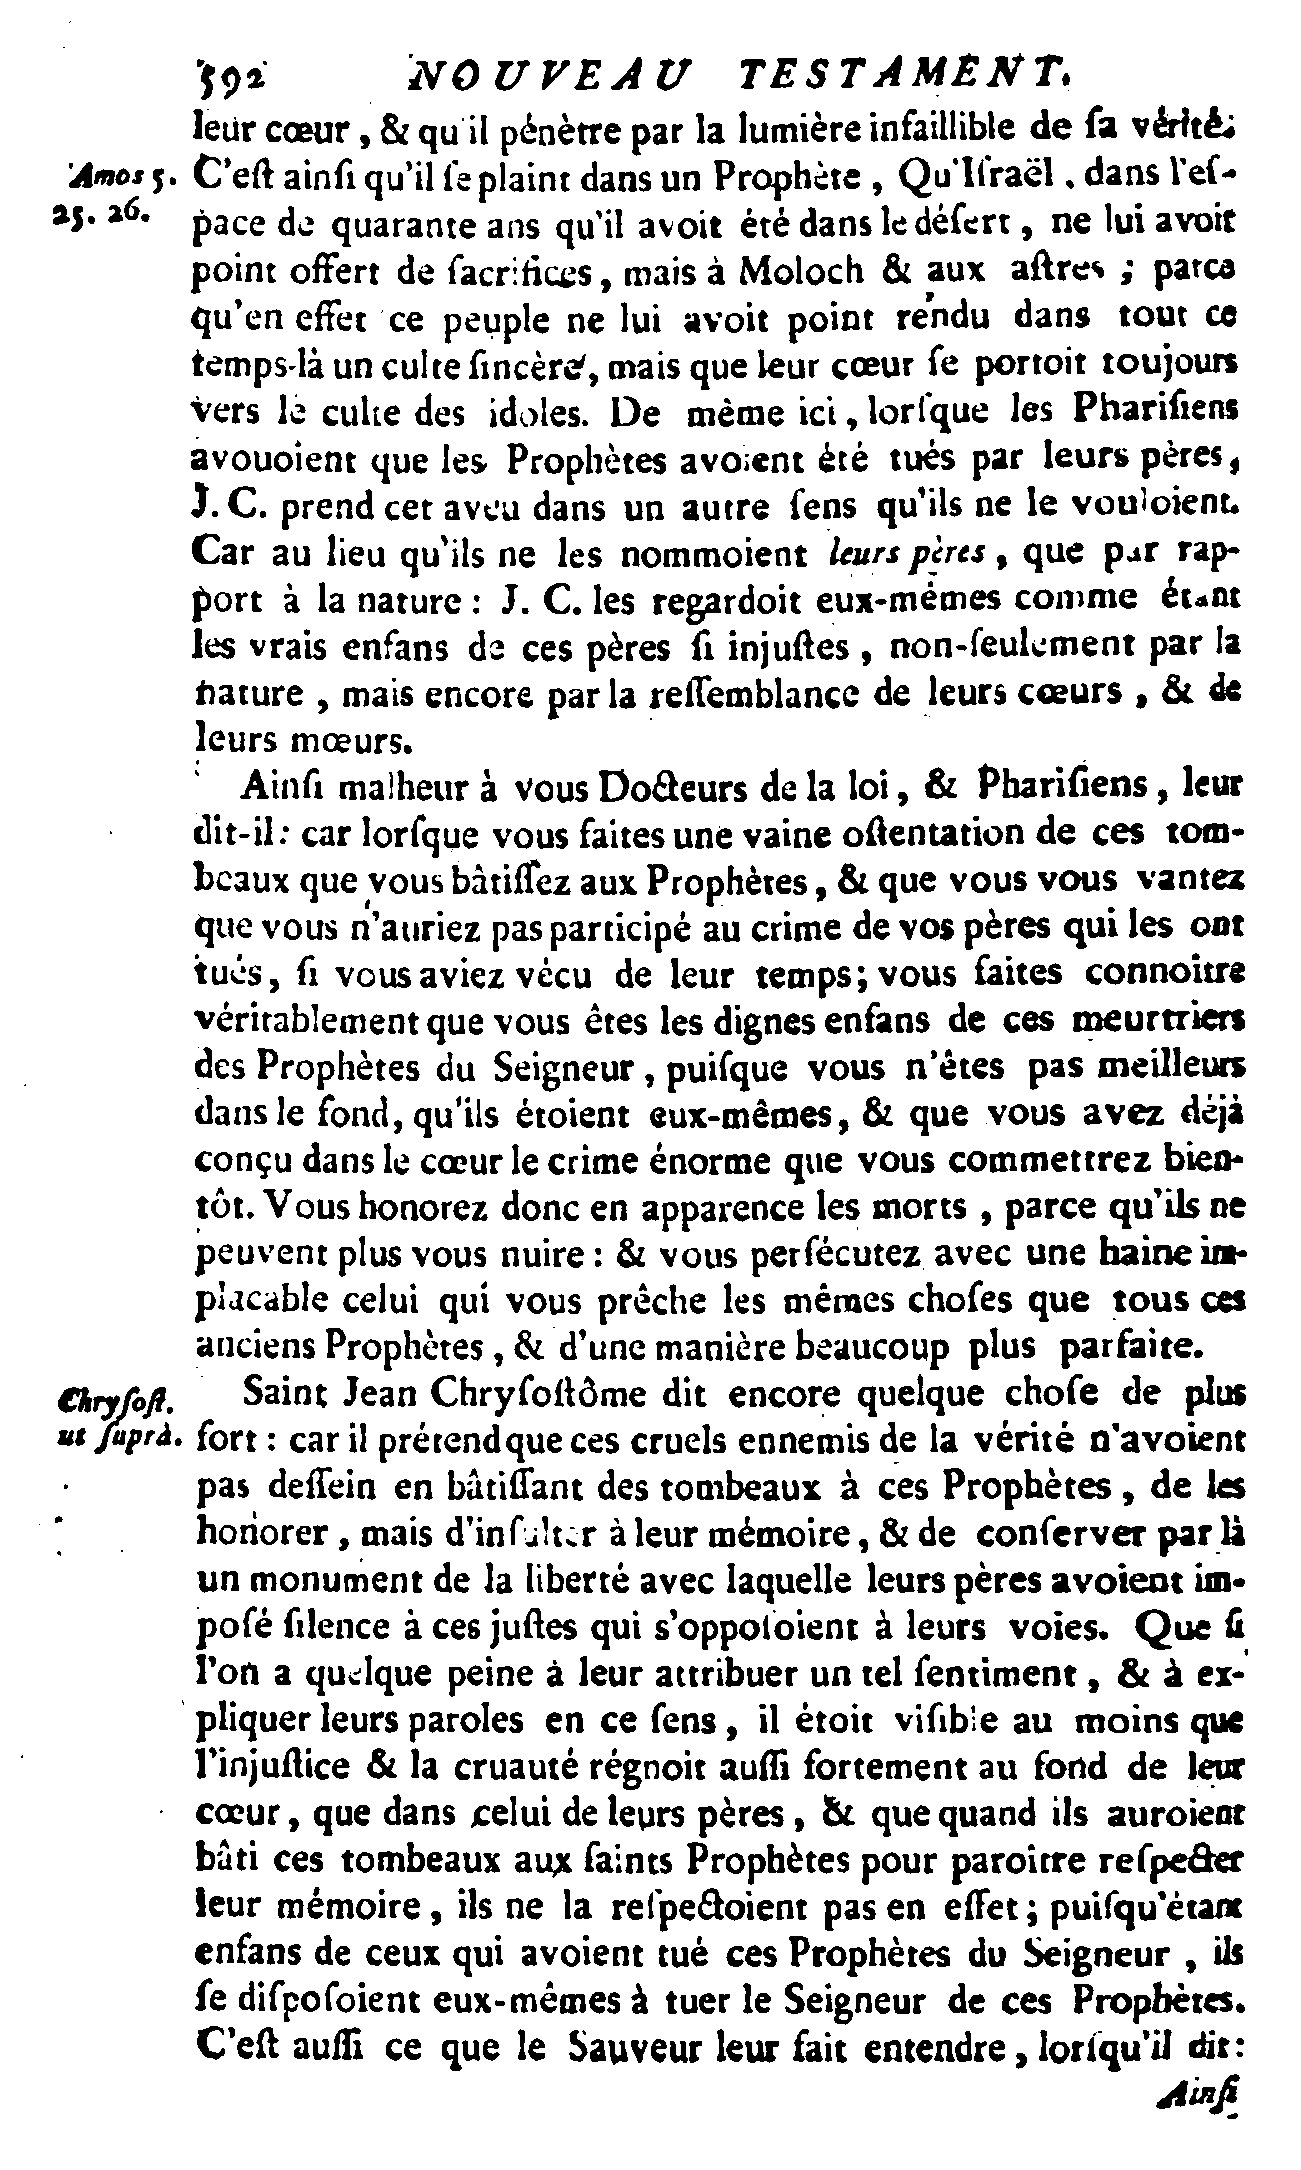 592 NOUVEAU TESTAMENT.
leur cœur, & qu'il pénètre par la lumière infaillible de ſa vérité.
Amos 5. C'eſt ainſi qu'il ſe plaint dans un Prophète, Qu'Iſraël, dans l'eſ-
25. 26. pace de quarante ans qu'il avoit été dans le déſert, ne lui avoit
point offert de ſacrifices, mais à Moloch & aux aſtres; parce
qu'en effet ce peuple ne lui avoit point rendu dans tout ce
temps-là un culte ſincère, mais que leur cœur ſe portoit toujours
vers le culte des idoles. De même ici, lorſque les Phariſiens
avouoient que les Prophètes avoient été tués par leurs pères,
J. C. prend cet aveu dans un autre ſens qu'ils ne le vouloient.
Car au lieu qu'ils ne les nommoient leurs pères, que par rap-
port à la nature: J. C. les regardoit eux-mêmes comme étant
les vrais enfans de ces pères ſi injuſtes, non-ſeulement par la
nature, mais encore par la reſſemblance de leurs cœurs, & de
leurs mœurs.
Ainſi malheur à vous Docteurs de la loi, & Phariſiens, leur
dit-il: car lorſque vous faites une vaine oſtentation de ces tom-
beaux que vous bâtiſſez aux Prophètes, & que vous vous vantez
que vous n'auriez pas participé au crime de vos pères qui les ont
tués, ſi vous aviez vécu de leur temps; vous faites connoître
véritablement que vous êtes les dignes enfans de ces meurtriers
des Prophètes du Seigneur, puiſque vous n'êtes pas meilleurs
dans le fond, qu'ils étoient eux-mêmes, & que vous avez déjà
conçu dans le cœur le crime énorme que vous commettrez bien-
tôt. Vous honorez donc en apparence les morts, parce qu'ils ne
peuvent plus vous nuire: & vous perſécutez avec une haine im-
placable celui qui vous prêche les mêmes choſes que tous ces
anciens Prophètes, & d'une manière beaucoup plus parfaite.
Chryſoſt. Saint Jean Chryſoſtôme dit encore quelque choſe de plus
ut ſuprà. fort: car il prétend que ces cruels ennemis de la vérité n'avoient
pas deſſein en bâtiſſant des tombeaux à ces Prophètes, de les
honorer, mais d'inſulter à leur mémoire, & de conſerver par là
un monument de la liberté avec laquelle leurs pères avoient im-
poſé ſilence à ces juſtes qui s'oppoſoient à leurs voies. Que ſi
l'on a quelque peine à leur attribuer un tel ſentiment, & à ex-
pliquer leurs paroles en ce ſens, il étoit viſible au moins que
l'injuſtice & la cruauté régnoit auſſi fortement au fond de leur
cœur, que dans celui de leurs pères, & que quand ils auroient
bâti ces tombeaux aux ſaints Prophètes pour paroître reſpecter
leur mémoire, ils ne la reſpectoient pas en effet; puiſqu'étant
enfans de ceux qui avoient tué ces Prophètes du Seigneur, ils
ſe diſpoſoient eux-mêmes à tuer le Seigneur de ces Prophètes.
C'eſt auſſi ce que le Sauveur leur fait entendre, lorſqu'il dit:
Ainſi